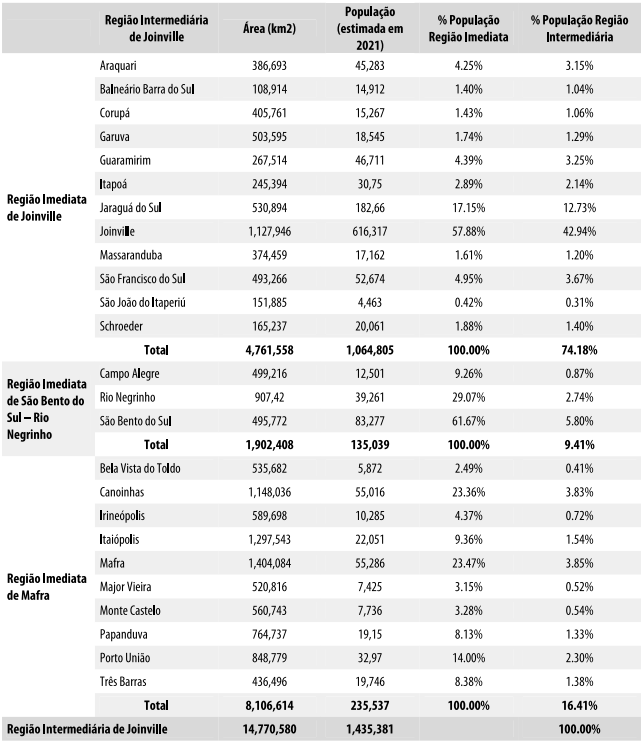 Região Intermediária de Joinville Área (km2) População (estimada em 2021) % População Região Imediata % População Região Intermediária
Região Imediata de Joinville
Araquari 386,693 45,283 4.25% 3.15%
Balneário Barra do Sul 108,914 14,912 1.40% 1.04%
Corupá 405,761 15,267 1.43% 1.06%
Garuva 503,595 18,545 1.74% 1.29%
Guaramirim 267,514 46,711 4.39% 3.25%
Itapoá 245,394 30,75 2.89% 2.14%
Jaraguá do Sul 530,894 182,66 17.15% 12.73%
Joinville 1,127,946 616,317 57.88% 42.94%
Massaranduba 374,459 17,162 1.61% 1.20%
São Francisco do Sul 493,266 52,674 4.95% 3.67%
São João do Itaperiú 151,885 4,463 0.42% 0.31%
Schroeder 165,237 20,061 1.88% 1.40%
Total 4,761,558 1,064,805 100.00% 74.18%
Região Imediata de São Bento do Sul – Rio Negrinho
Campo Alegre 499,216 12,501 9.26% 0.87%
Rio Negrinho 907,42 39,261 29.07% 2.74%
São Bento do Sul 495,772 83,277 61.67% 5.80%
Total 1,902,408 135,039 100.00% 9.41%
Região Imediata de Mafra
Bela Vista do Toldo 535,682 5,872 2.49% 0.41%
Canoinhas 1,148,036 55,016 23.36% 3.83%
Irineópolis 589,698 10,285 4.37% 0.72%
Itaiópolis 1,297,543 22,051 9.36% 1.54%
Mafra 1,404,084 55,286 23.47% 3.85%
Major Vieira 520,816 7,425 3.15% 0.52%
Monte Castelo 560,743 7,736 3.28% 0.54%
Papanduva 764,737 19,15 8.13% 1.33%
Porto União 848,779 32,97 14.00% 2.30%
Três Barras 436,496 19,746 8.38% 1.38%
Total 8,106,614 235,537 100.00% 16.41%
Região Intermediária de Joinville 14,770,580 1,435,381 100.00%